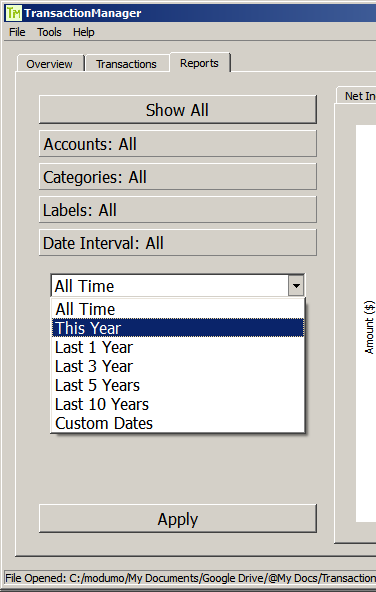 TM TransactionManager
File Tools Help
Overview Transactions Reports
Show All
Accounts: All
Categories: All
Labels: All
Date Interval: All
All Time
All Time
This Year
Last 1 Year
Last 3 Year
Last 5 Years
Last 10 Years
Custom Dates
Apply
Net In
Amount ($)
File Opened: C:/modumo/My Documents/Google Drive/@My Docs/Transaction